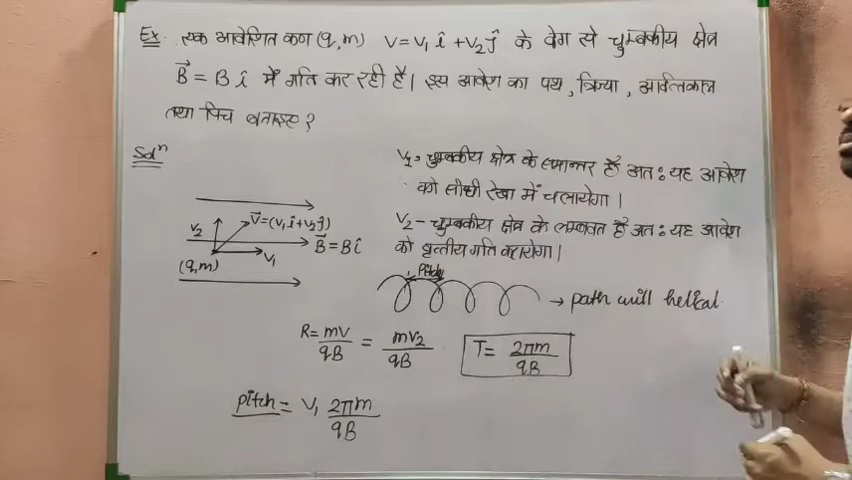 Ex. एक आवेशित कण (q,m) V = V₁ î + V₂ ĵ के वेग से चुम्बकीय क्षेत्र
B⃗ = B î में गति कर रही है। इस आवेश का पथ, त्रिज्या, आवर्तकाल
तथा पिच बताइए ?
Solⁿ
V₁ - चुम्बकीय क्षेत्र के समान्तर है अतः यह आवेश
को सीधी रेखा में चलायेगा।
V₂ - चुम्बकीय क्षेत्र के लम्बवत है अतः यह आवेश
को वृत्तीय गति करायेगा।
V₂
V⃗ = (V₁ î + V₂ ĵ)
B⃗ = B î
V₁
(q,m)
Pitch
→ path will helical
R = mv/qB = mV₂/qB
T = 2πm/qB
pitch = V₁ 2πm/qB